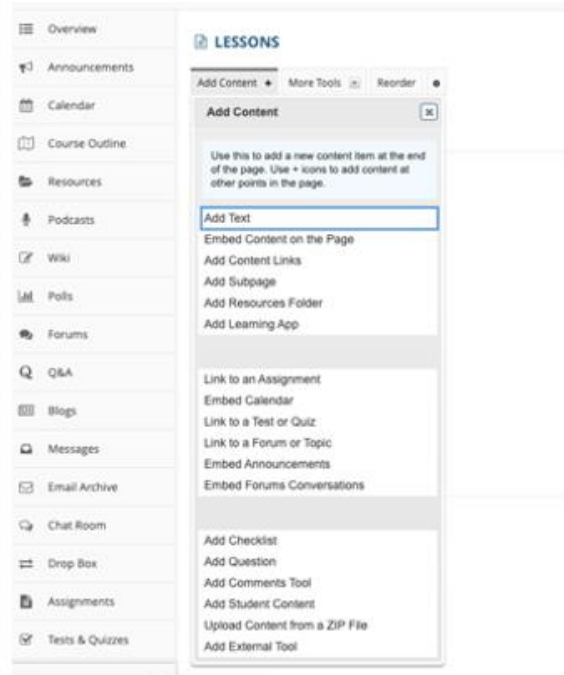 Overview
Announcements
Calendar
Course Outline
Resources
Podcasts
Wiki
Polls
Forums
Q&A
Blogs
Messages
Email Archive
Chat Room
Drop Box
Assignments
Tests & Quizzes
LESSONS
Add Content More Tools Reorder
Add Content
Use this to add a new content item at the end
of the page. Use + icons to add content at
other points in the page.
Add Text
Embed Content on the Page
Add Content Links
Add Subpage
Add Resources Folder
Add Learning App
Link to an Assignment
Embed Calendar
Link to a Test or Quiz
Link to a Forum or Topic
Embed Announcements
Embed Forums Conversations
Add Checklist
Add Question
Add Comments Tool
Add Student Content
Upload Content from a ZIP File
Add External Tool